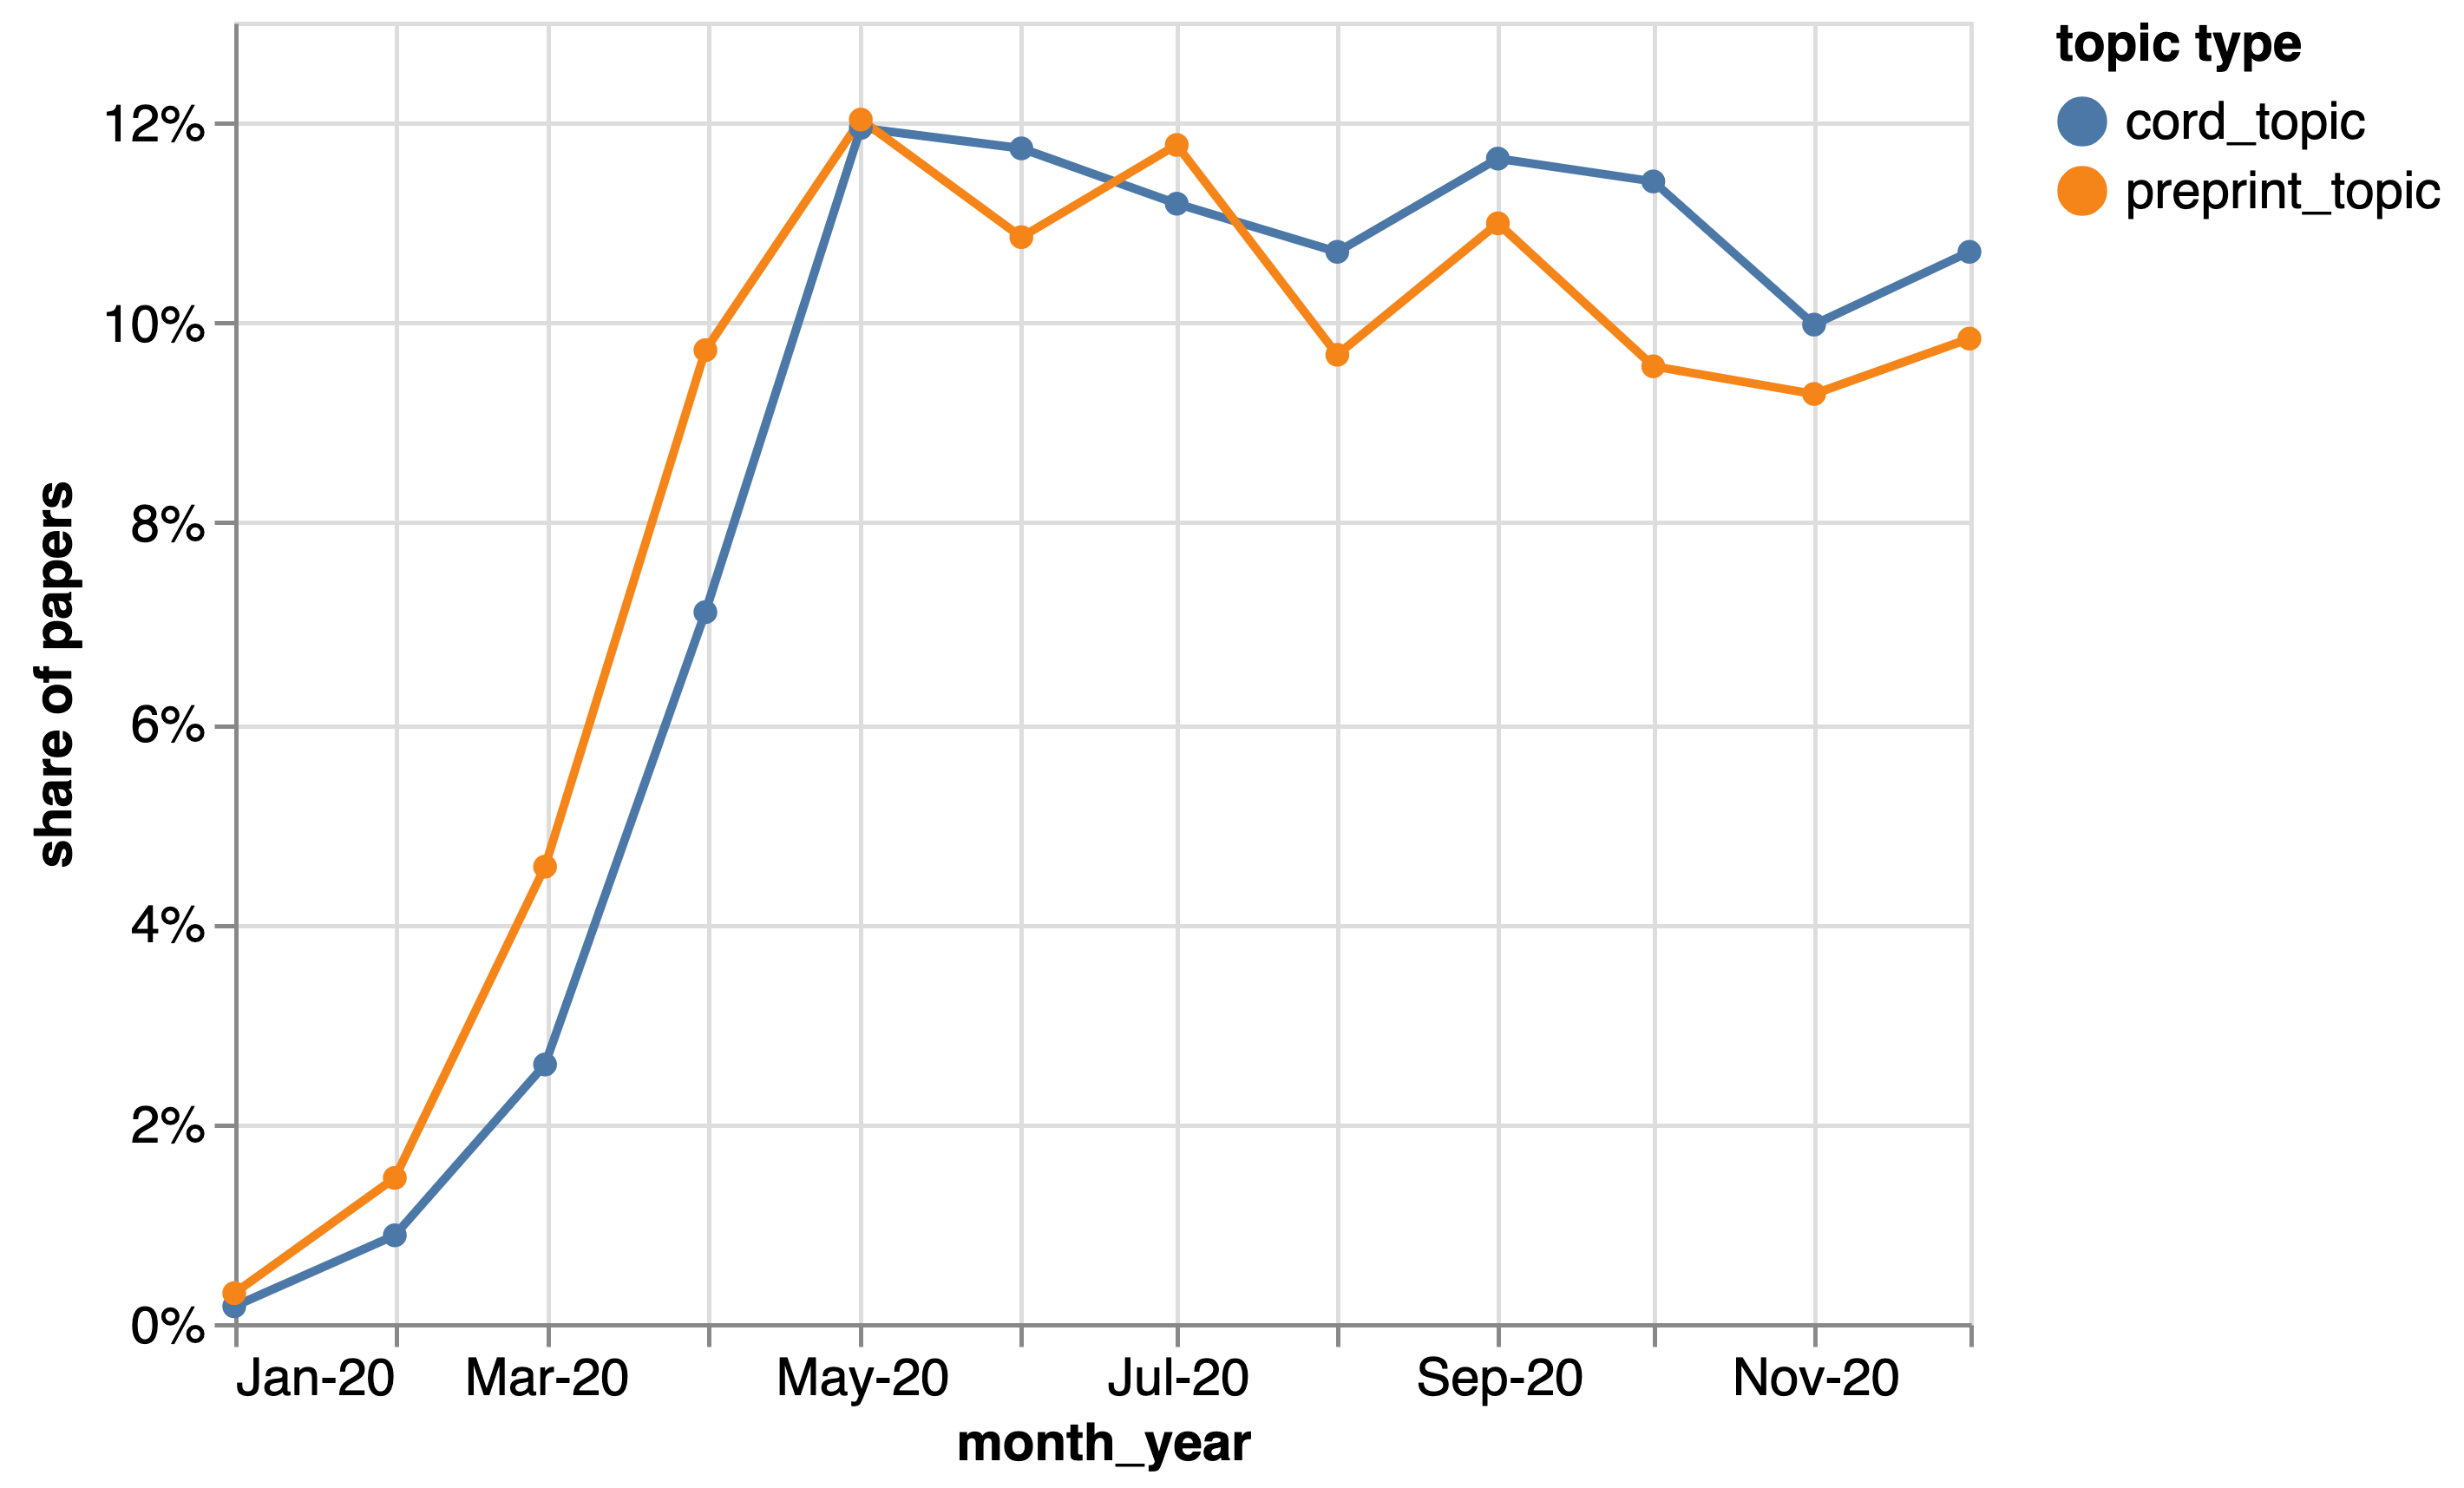 topic type
cord_topic
preprint_topic
12%
10%
8%
6%
4%
2%
0%
share of papers
Jan-20 Mar-20 May-20 Jul-20 Sep-20 Nov-20
month_year